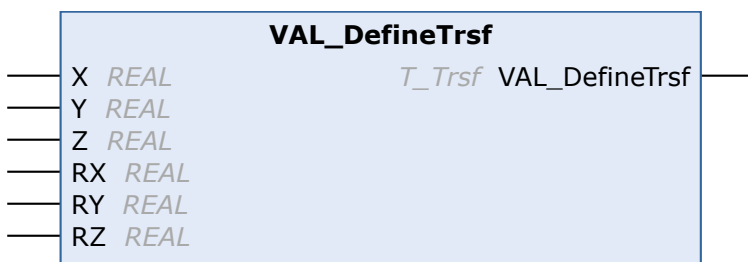 VAL_DefineTrsf
X REAL T_Trsf VAL_DefineTrsf
Y REAL
Z REAL
RX REAL
RY REAL
RZ REAL